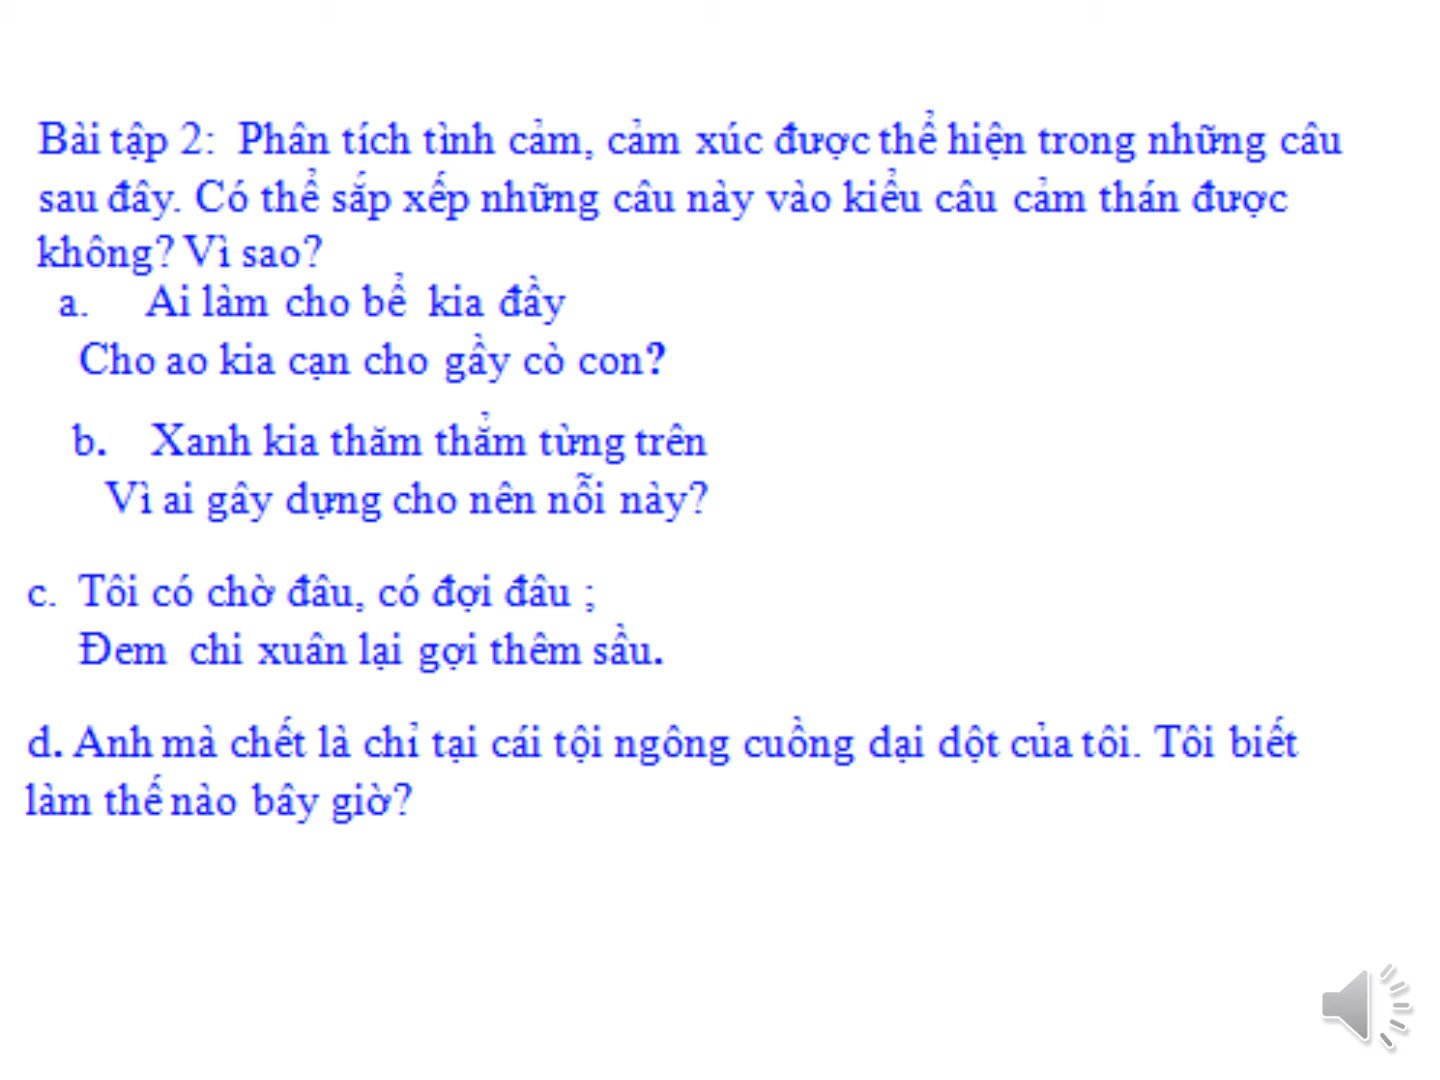 Bài tập 2: Phân tích tình cảm, cảm xúc được thể hiện trong những câu
sau đây. Có thể sắp xếp những câu này vào kiểu câu cảm thán được
không? Vì sao?
a. Ai làm cho bể kia đầy
Cho ao kia cạn cho gầy cò con?
b. Xanh kia thăm thẳm từng trên
Vì ai gây dựng cho nên nỗi này?
c. Tôi có chờ đâu, có đợi đâu ;
Đem chi xuân lại gợi thêm sầu.
d. Anh mà chết là chỉ tại cái tội ngông cuồng dại dột của tôi. Tôi biết
làm thế nào bây giờ?